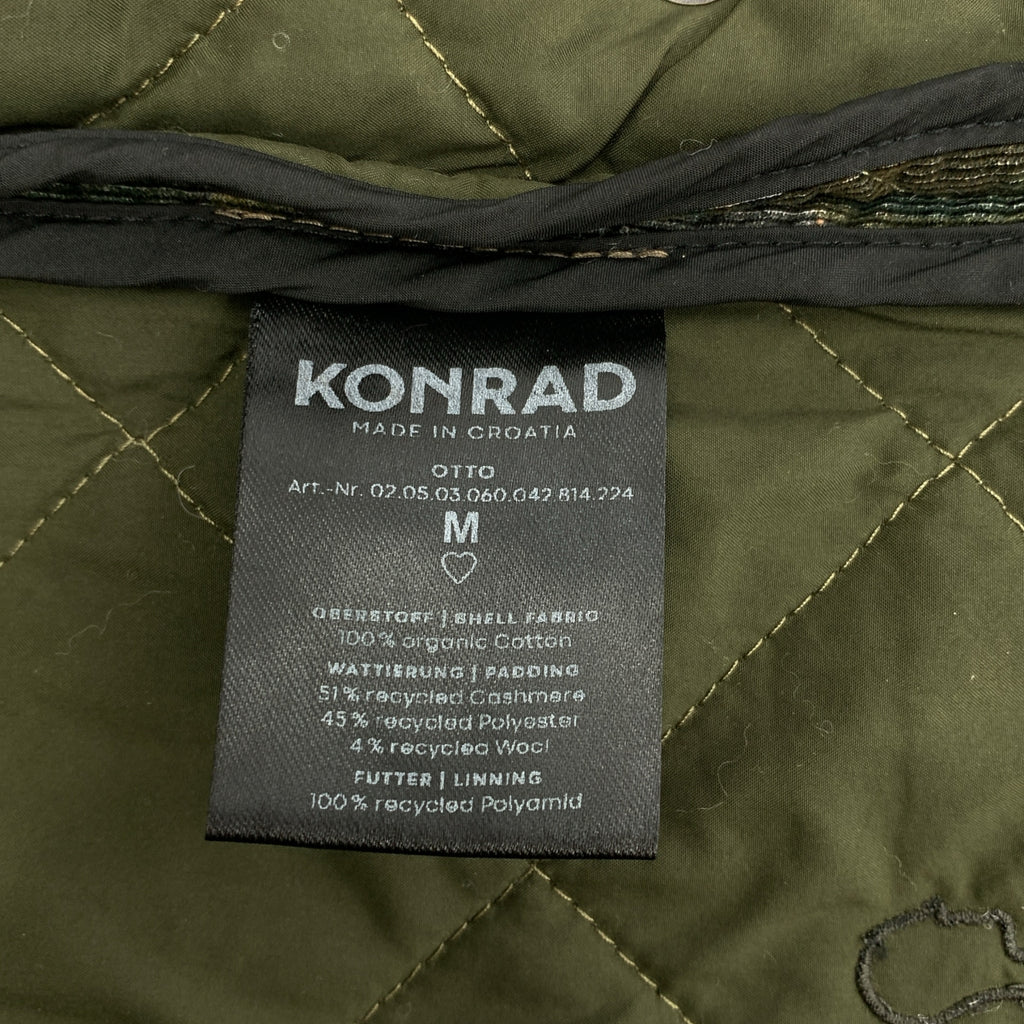 KONRAD
MADE IN CROATIA
OTTO
Art.-Nr. 02.05.03.060.042.814.224
M
OBERSTOFF | SHELL FABRIC
100% organic Cotton
WATTIERUNG | PADDING
51% recycled Cashmere
45% recycled Polyester
4% recycled Wool
FUTTER | LINNING
100% recycled Polyamid